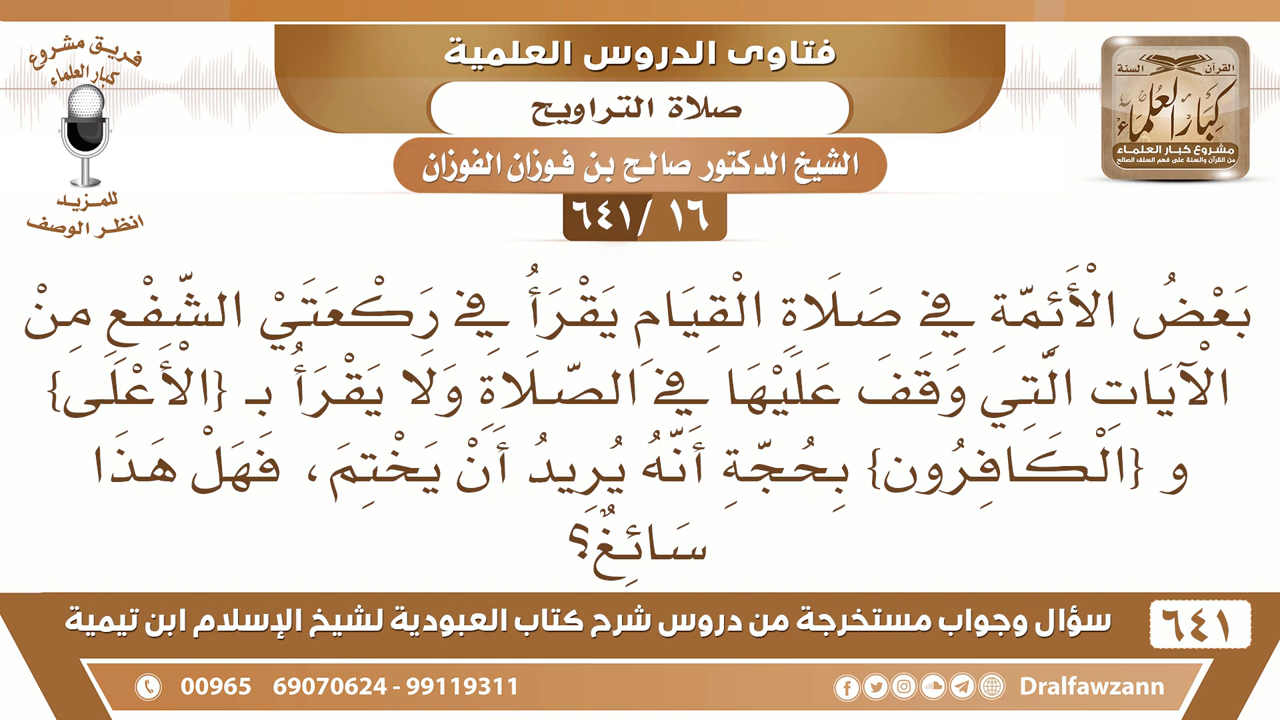 فتاوى الدروس العلمية
صلاة التراويح
الشيخ الدكتور صالح بن فوزان الفوزان
١٦ /٦٤١
فريق مشروع
كبار العلماء
للمزيد
انظر الوصف
القرآن السنة
كبار العلماء
مشروع كبار العلماء
من القرآن والسنة على فهم السلف الصالح
بَعْضُ الْأَئِمَّةِ فِي صَلَاةِ الْقِيَامِ يَقْرَأُ فِي رَكْعَتَيْ الشَّفْعِ مِنْ
الْآيَاتِ الَّتِي وَقَفَ عَلَيْهَا فِي الصَّلَاةِ وَلَا يَقْرَأُ بـ {الْأَعْلَى}
و {الْكَافِرُون} بِحُجَّةِ أَنَّهُ يُرِيدُ أَنْ يَخْتِمَ، فَهَلْ هَذَا
سَائِغٌ؟
سؤال وجواب مستخرجة من دروس شرح كتاب العبودية لشيخ الإسلام ابن تيمية
٦٤١
00965 69070624 - 99119311
Dralfawzann